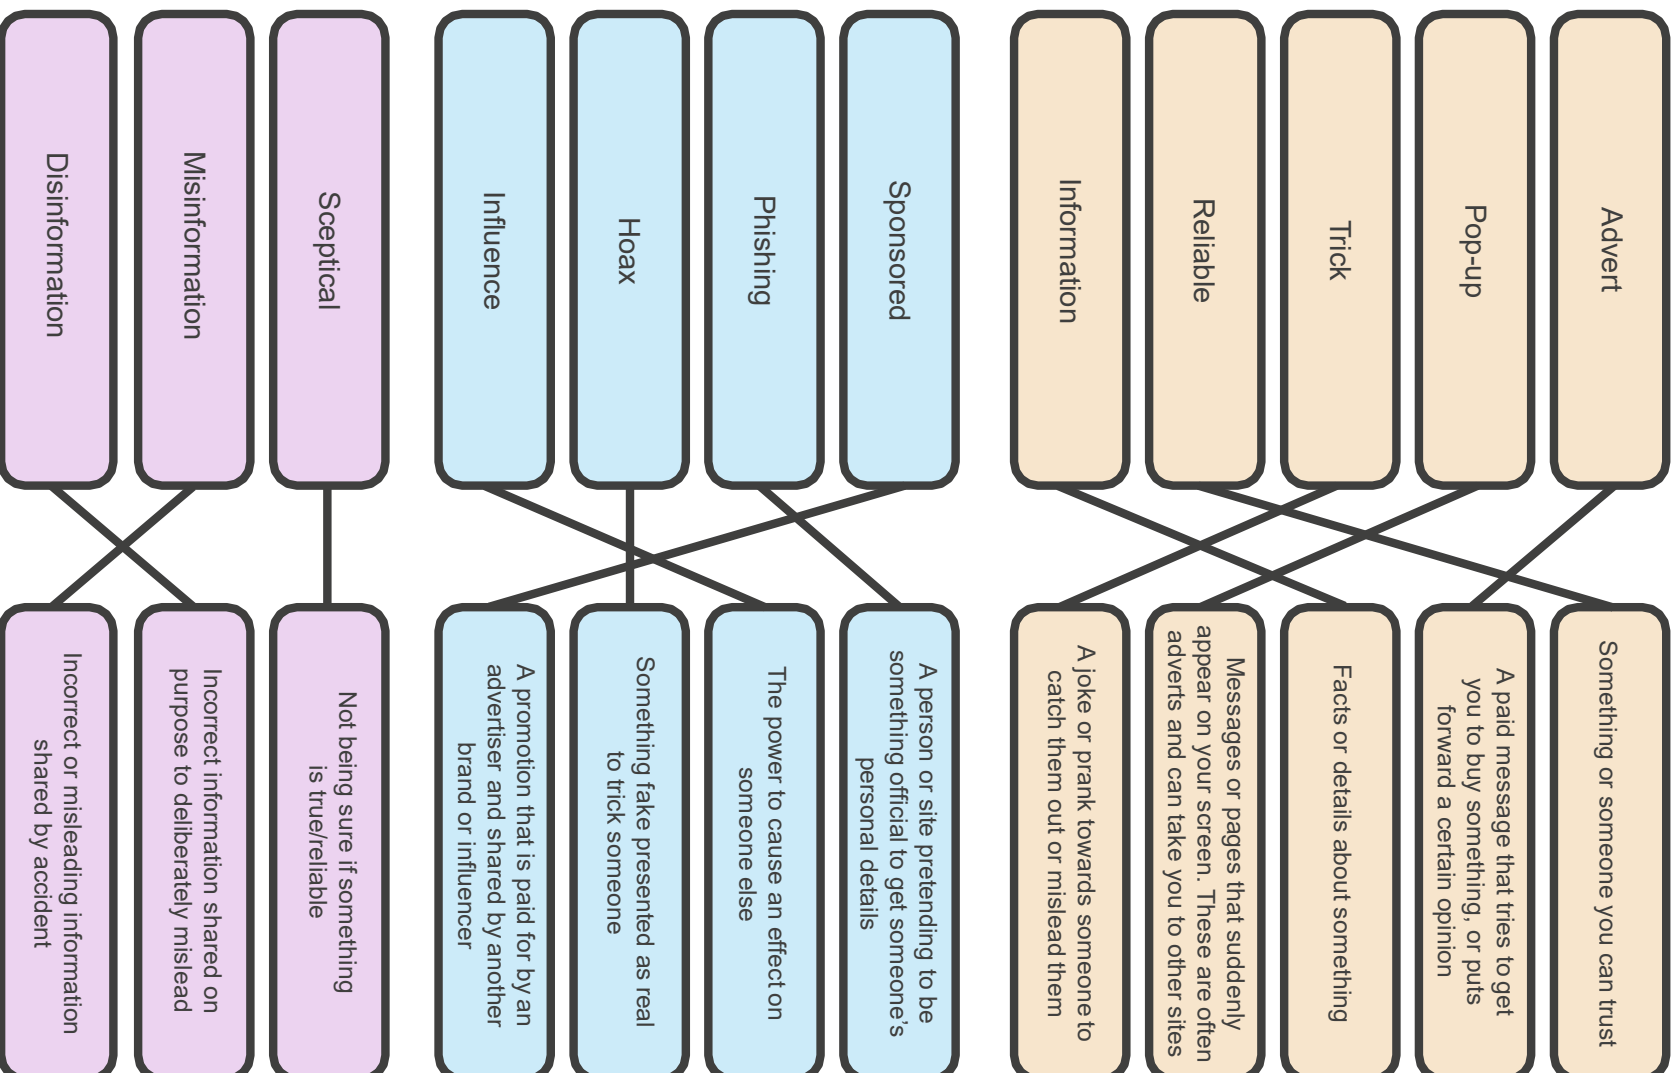 Advert
Pop-up
Trick
Reliable
Information
Something or someone you can trust
A paid message that tries to get
you to buy something, or puts
forward a certain opinion
Facts or details about something
Messages or pages that suddenly
appear on your screen. These are often
adverts and can take you to other sites
A joke or prank towards someone to
catch them out or mislead them
Sponsored
Phishing
Hoax
Influence
A person or site pretending to be
something official to get someone’s
personal details
The power to cause an effect on
someone else
Something fake presented as real
to trick someone
A promotion that is paid for by an
advertiser and shared by another
brand or influencer
Sceptical
Misinformation
Disinformation
Not being sure if something
is true/reliable
Incorrect information shared on
purpose to deliberately mislead
Incorrect or misleading information
shared by accident